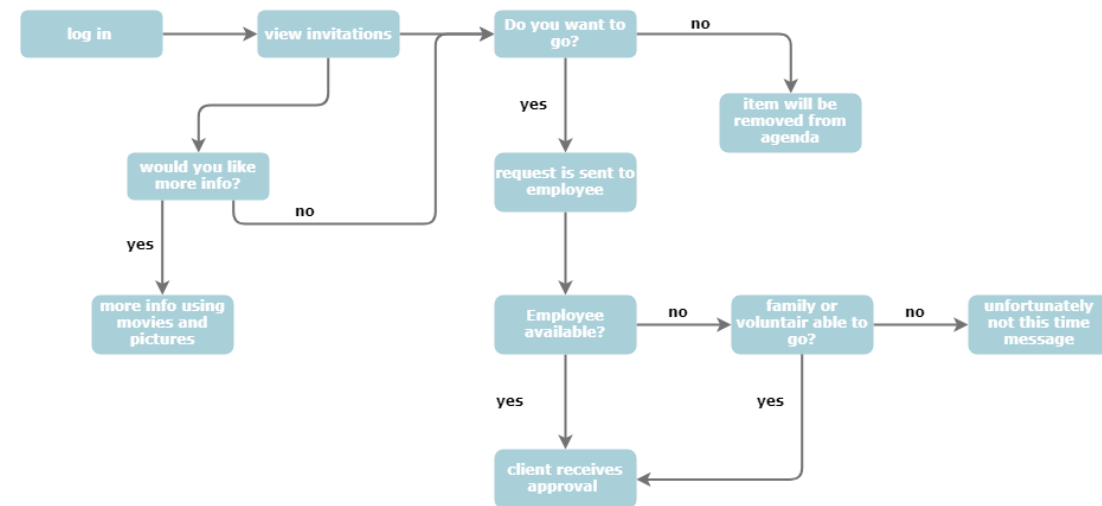 log in
view invitations
Do you want to
go?
no
yes
item will be
removed from
agenda
would you like
more info?
request is sent to
employee
no
yes
more info using
movies and
pictures
Employee
available?
no
family or
voluntair able to
go?
no
unfortunately
not this time
message
yes
yes
client receives
approval